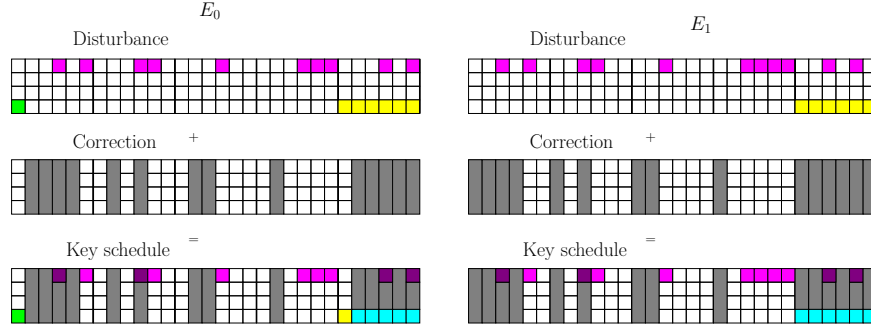 E₀
Disturbance
Correction +
Key schedule =
E₁
Disturbance
Correction +
Key schedule =